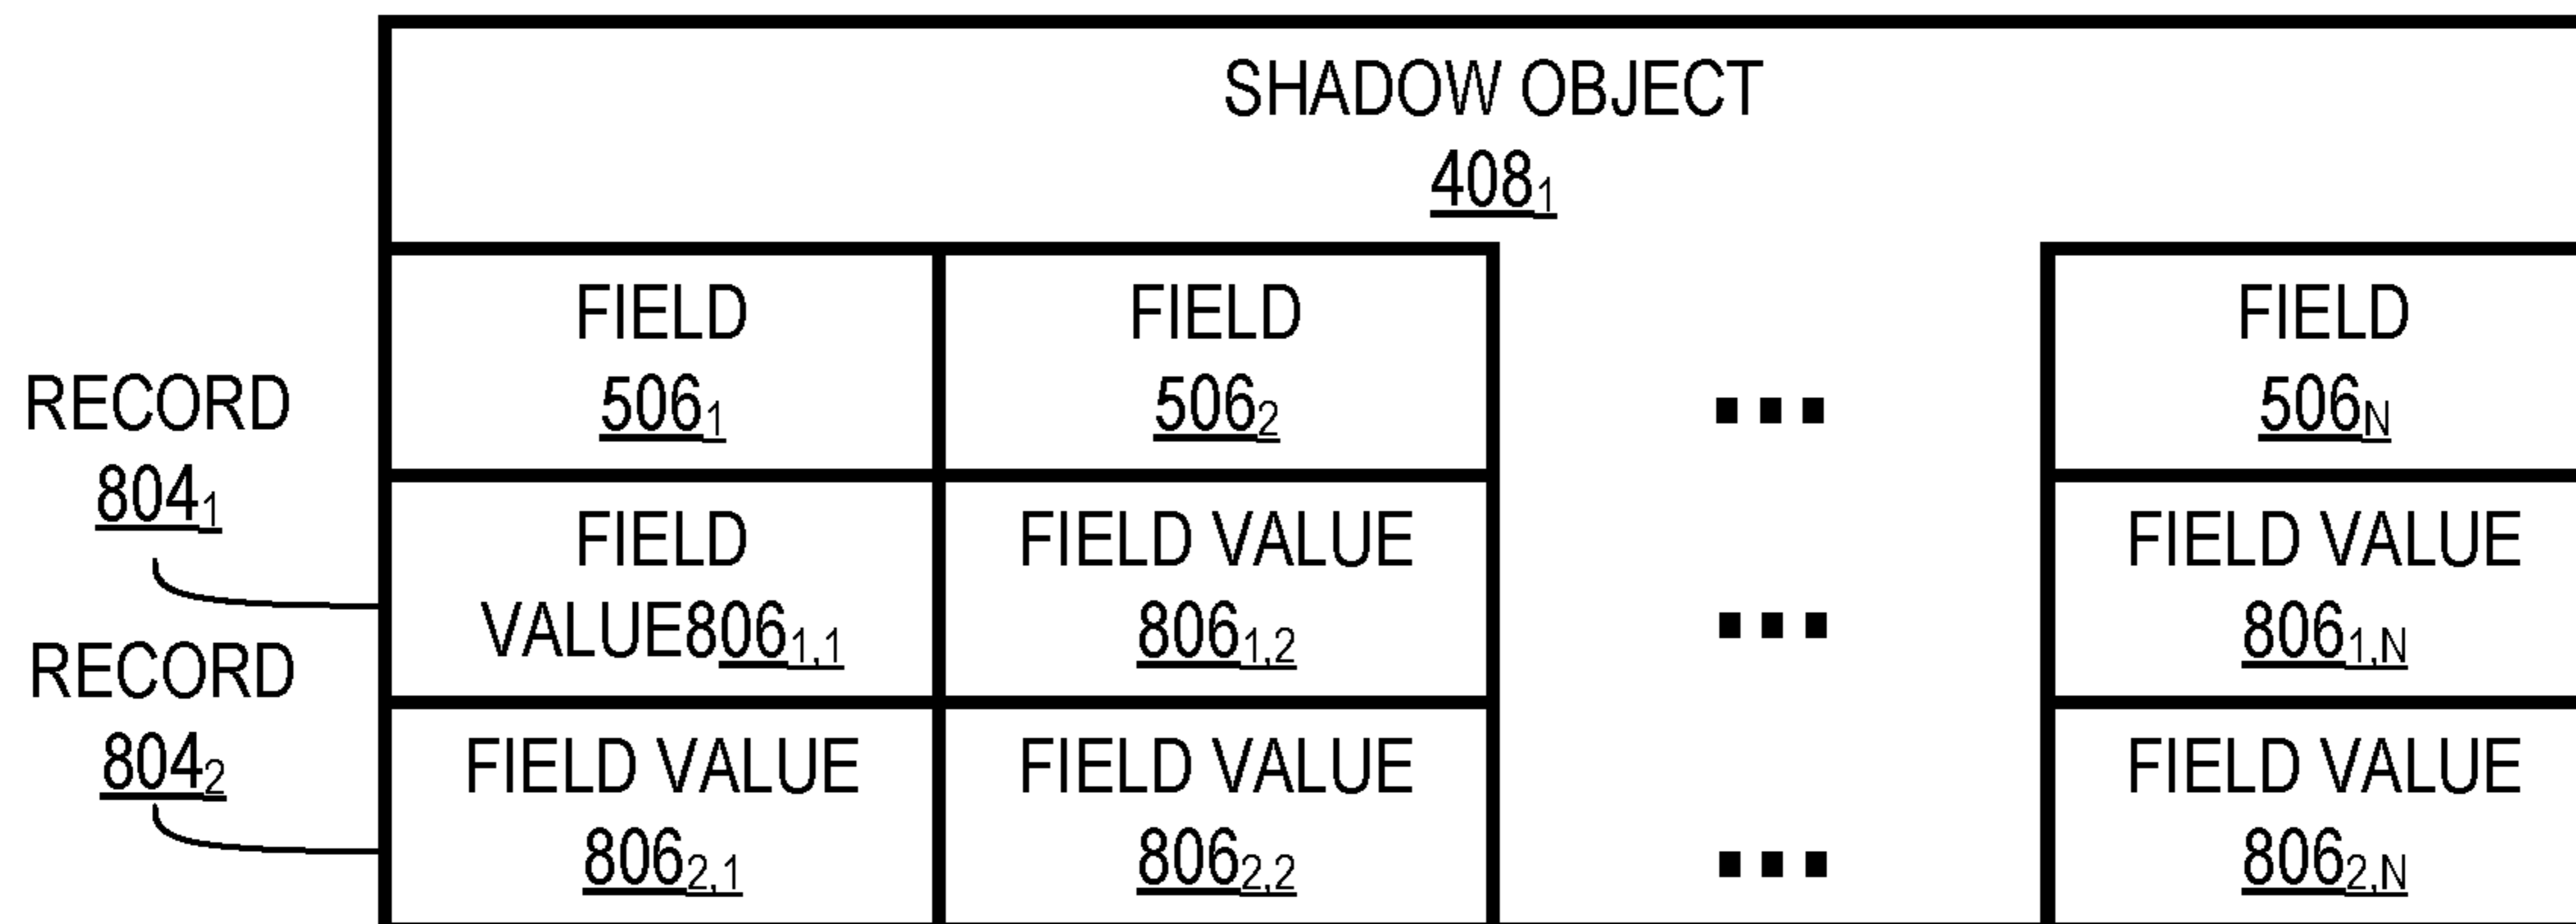 SHADOW OBJECT
408₁
FIELD
506₁
FIELD
506₂
...
FIELD
506N
RECORD
804₁
FIELD
VALUE806₁,₁
FIELD VALUE
806₁,₂
...
FIELD VALUE
806₁,N
RECORD
804₂
FIELD VALUE
806₂,₁
FIELD VALUE
806₂,₂
...
FIELD VALUE
806₂,N